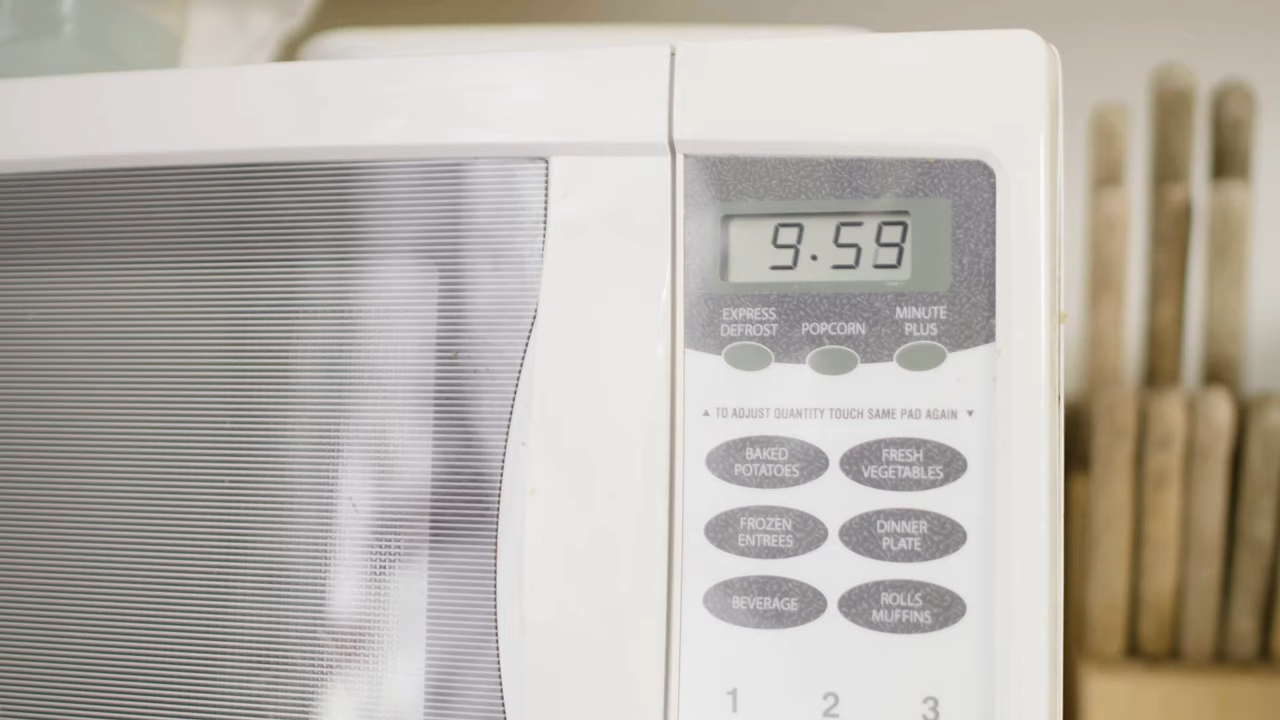 9:59
EXPRESS DEFROST
POPCORN
MINUTE PLUS
▲ TO ADJUST QUANTITY TOUCH SAME PAD AGAIN ▼
BAKED POTATOES
FRESH VEGETABLES
FROZEN ENTREES
DINNER PLATE
BEVERAGE
ROLLS MUFFINS
1 2 3